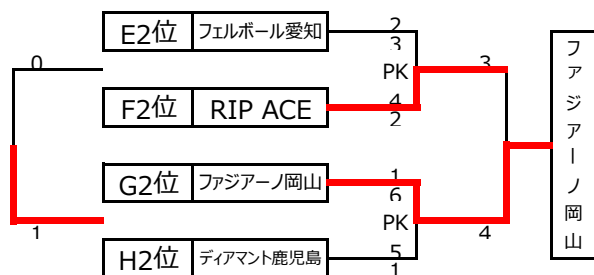 E2位 フェルボール愛知 2
3
0 PK 3
F2位 RIP ACE 4
2
ファジアーノ岡山
G2位 ファジアーノ岡山 1
6
1 PK 4
H2位 ディアマント鹿児島 5
1